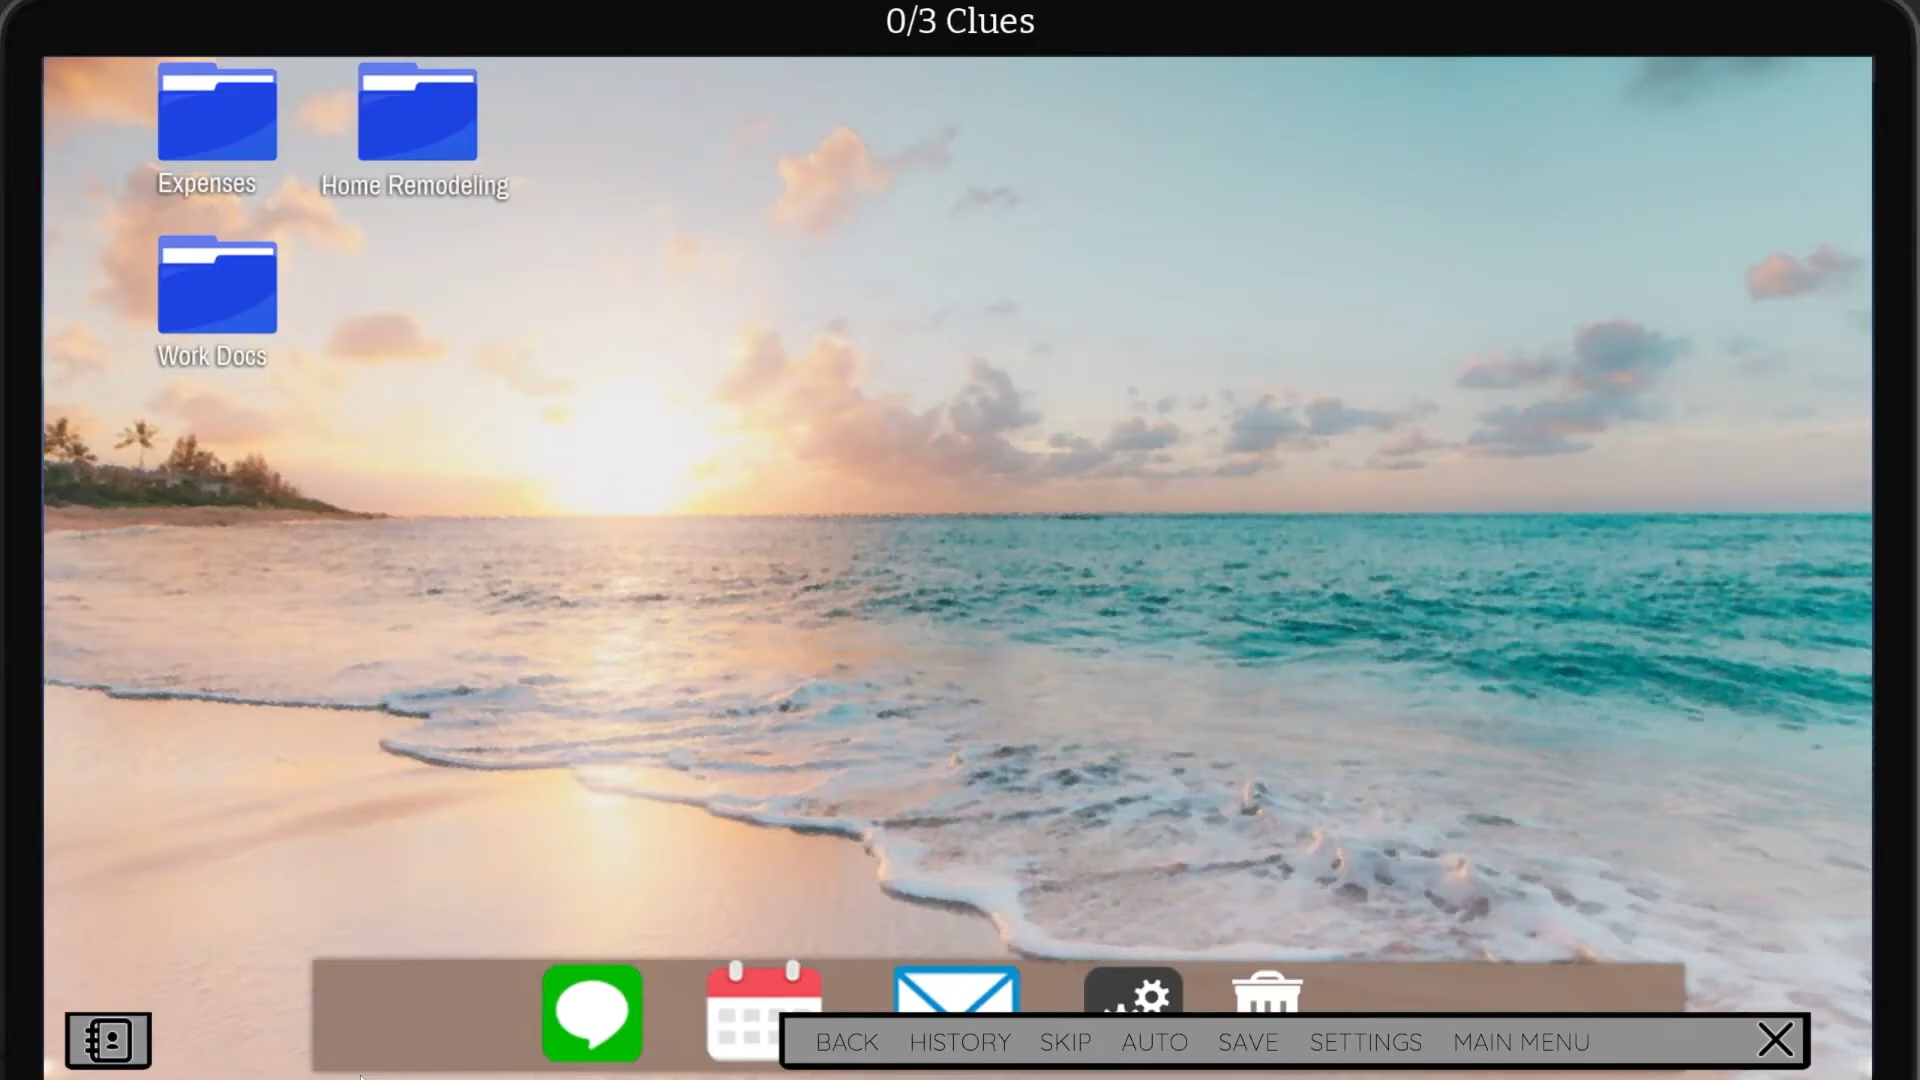 0/3 Clues
Expenses
Home Remodeling
Work Docs
BACK HISTORY SKIP AUTO SAVE SETTINGS MAIN MENU